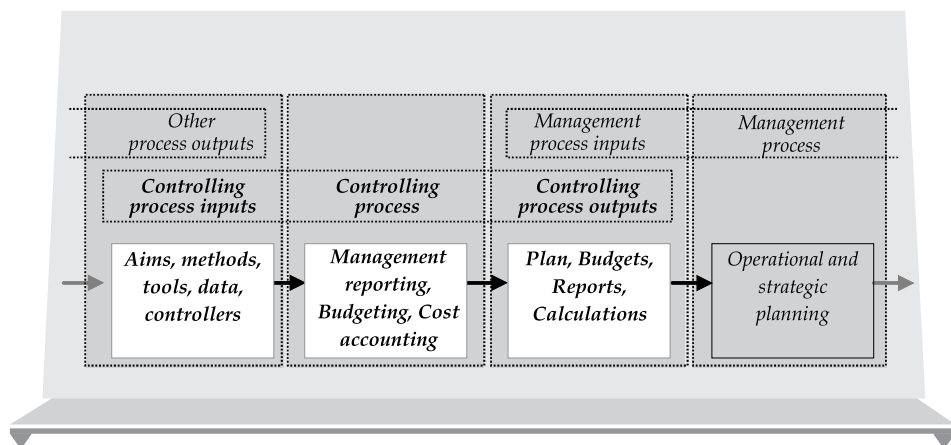 Other
process outputs
Management
process inputs
Management
process
Controlling
process inputs
Controlling
process
Controlling
process outputs
Aims, methods,
tools, data,
controllers
Management
reporting,
Budgeting, Cost
accounting
Plan, Budgets,
Reports,
Calculations
Operational and
strategic
planning